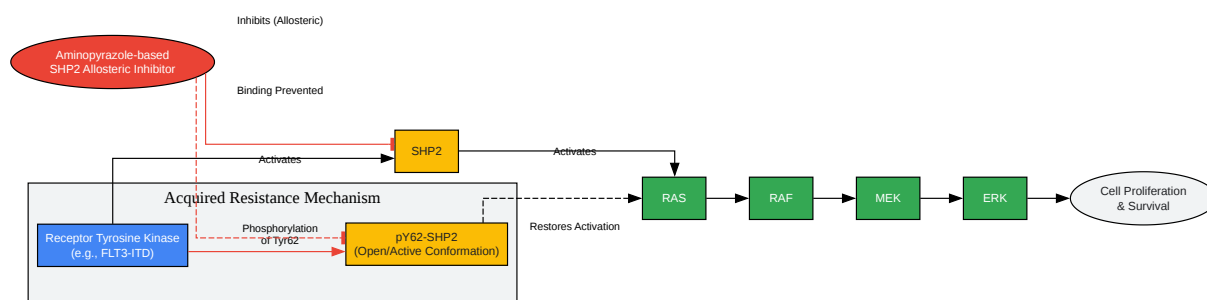 Inhibits (Allosteric)
Aminopyrazole-based
SHP2 Allosteric Inhibitor
Binding Prevented
SHP2
Activates
Activates
Acquired Resistance Mechanism
RAS
RAF
MEK
ERK
Cell Proliferation
& Survival
Receptor Tyrosine Kinase
(e.g., FLT3-ITD)
Phosphorylation
of Tyr62
pY62-SHP2
(Open/Active Conformation)
Restores Activation